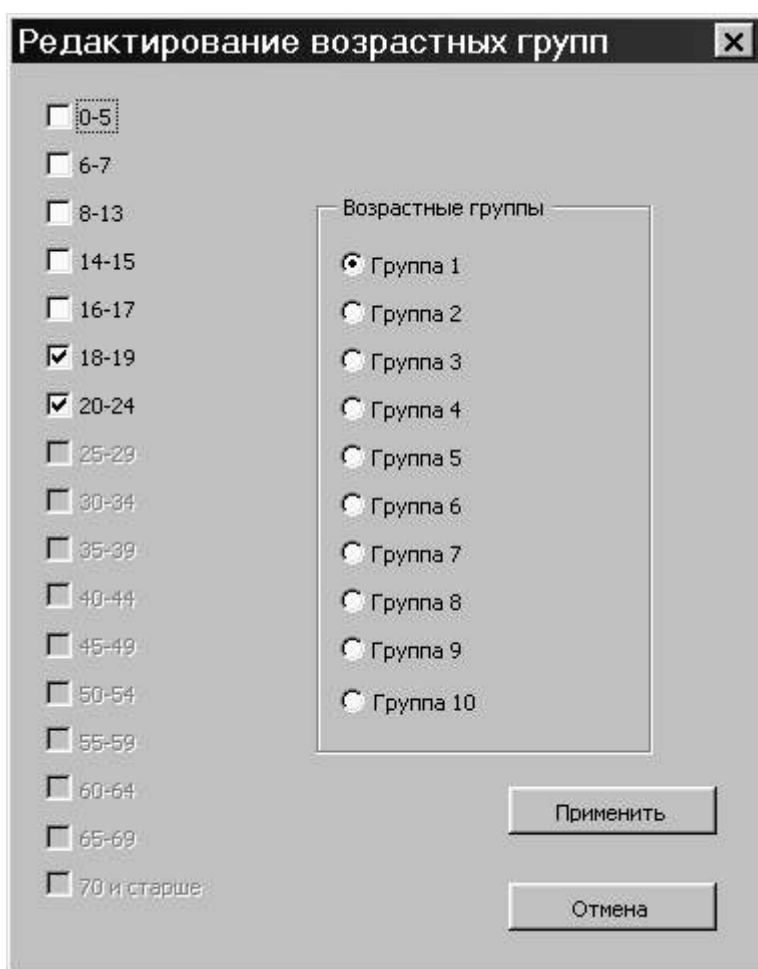 Редактирование возрастных групп
0-5
6-7
8-13
14-15
16-17
18-19
20-24
25-29
30-34
35-39
40-44
45-49
50-54
55-59
60-64
65-69
70 и старше
Возрастные группы
Группа 1
Группа 2
Группа 3
Группа 4
Группа 5
Группа 6
Группа 7
Группа 8
Группа 9
Группа 10
Применить
Отмена